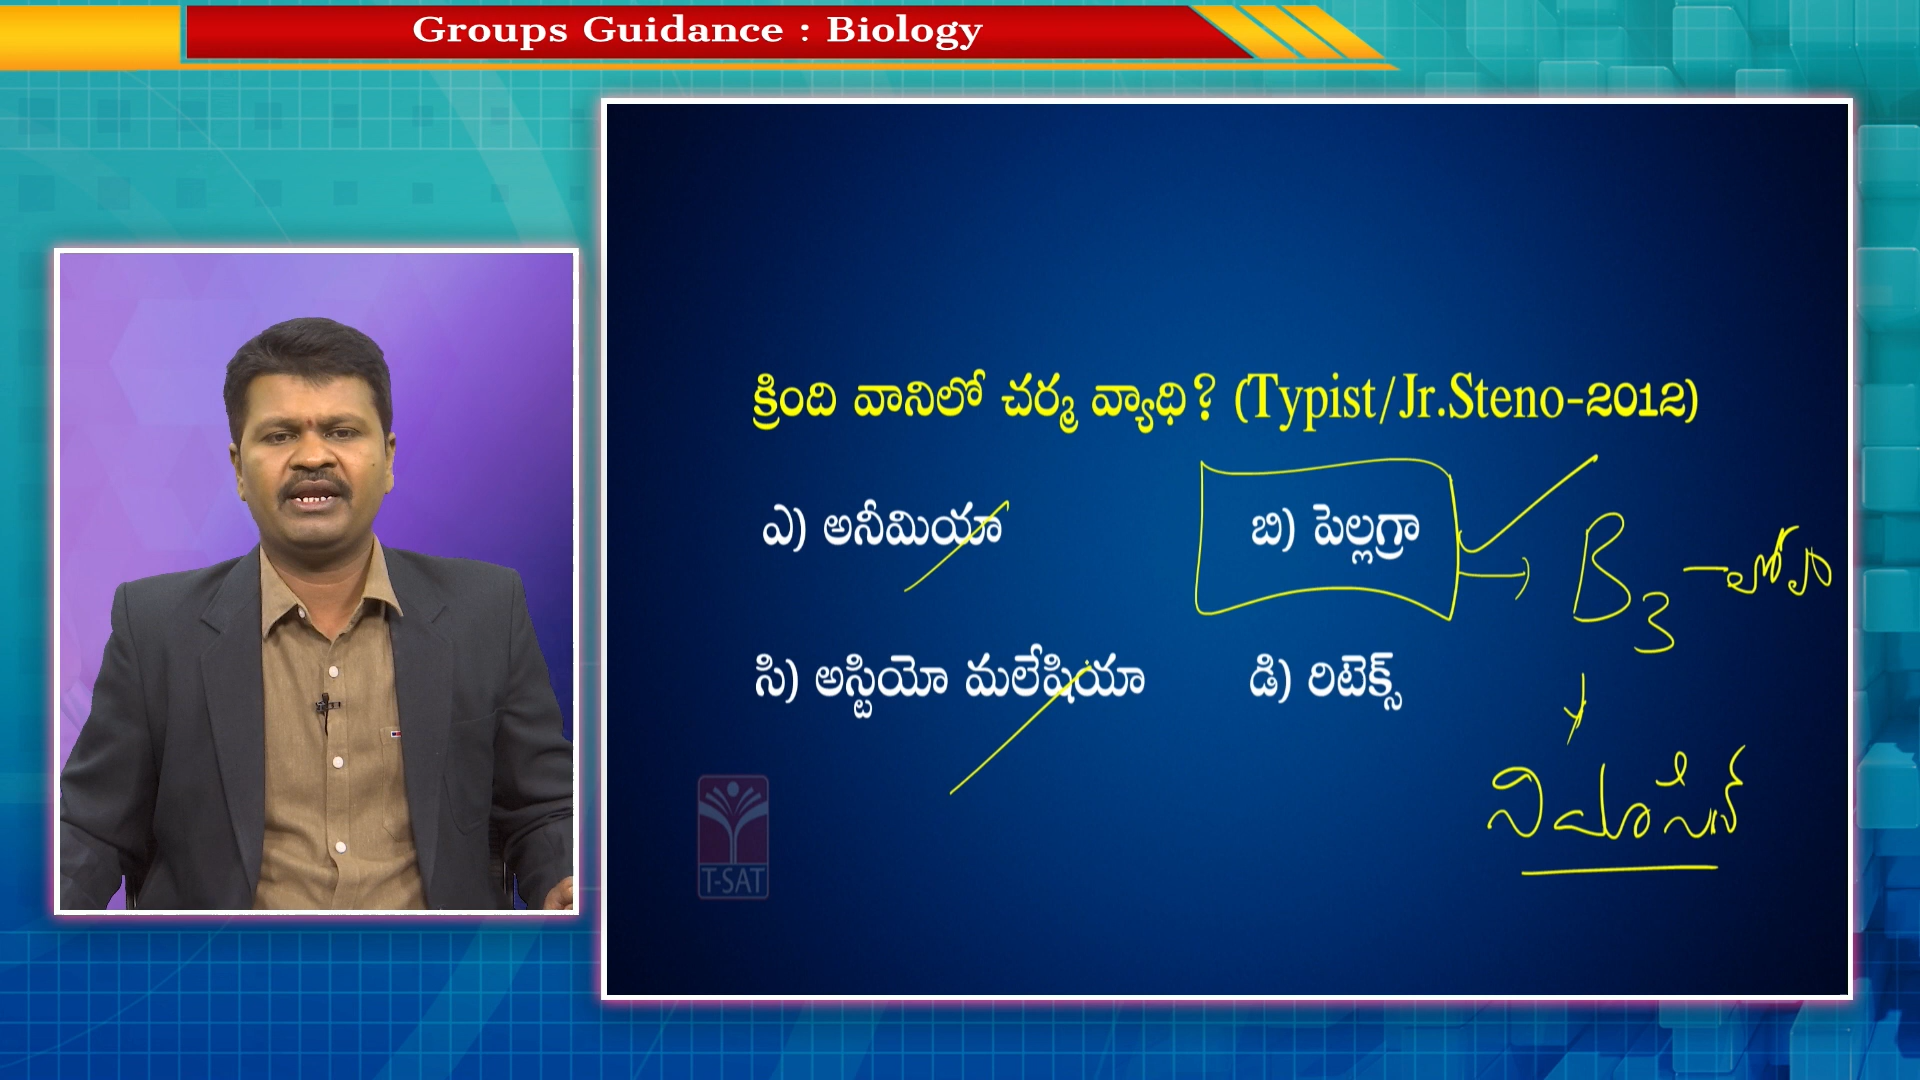 Groups Guidance : Biology
క్రింది వానిలో చర్మ వ్యాధి? (Typist/Jr.Steno-2012)
ఎ) అనీమియా బి) పెల్లగ్రా
B3 -
సి) అస్టియో మలేషియా డి) రిటెక్స్
T-SAT